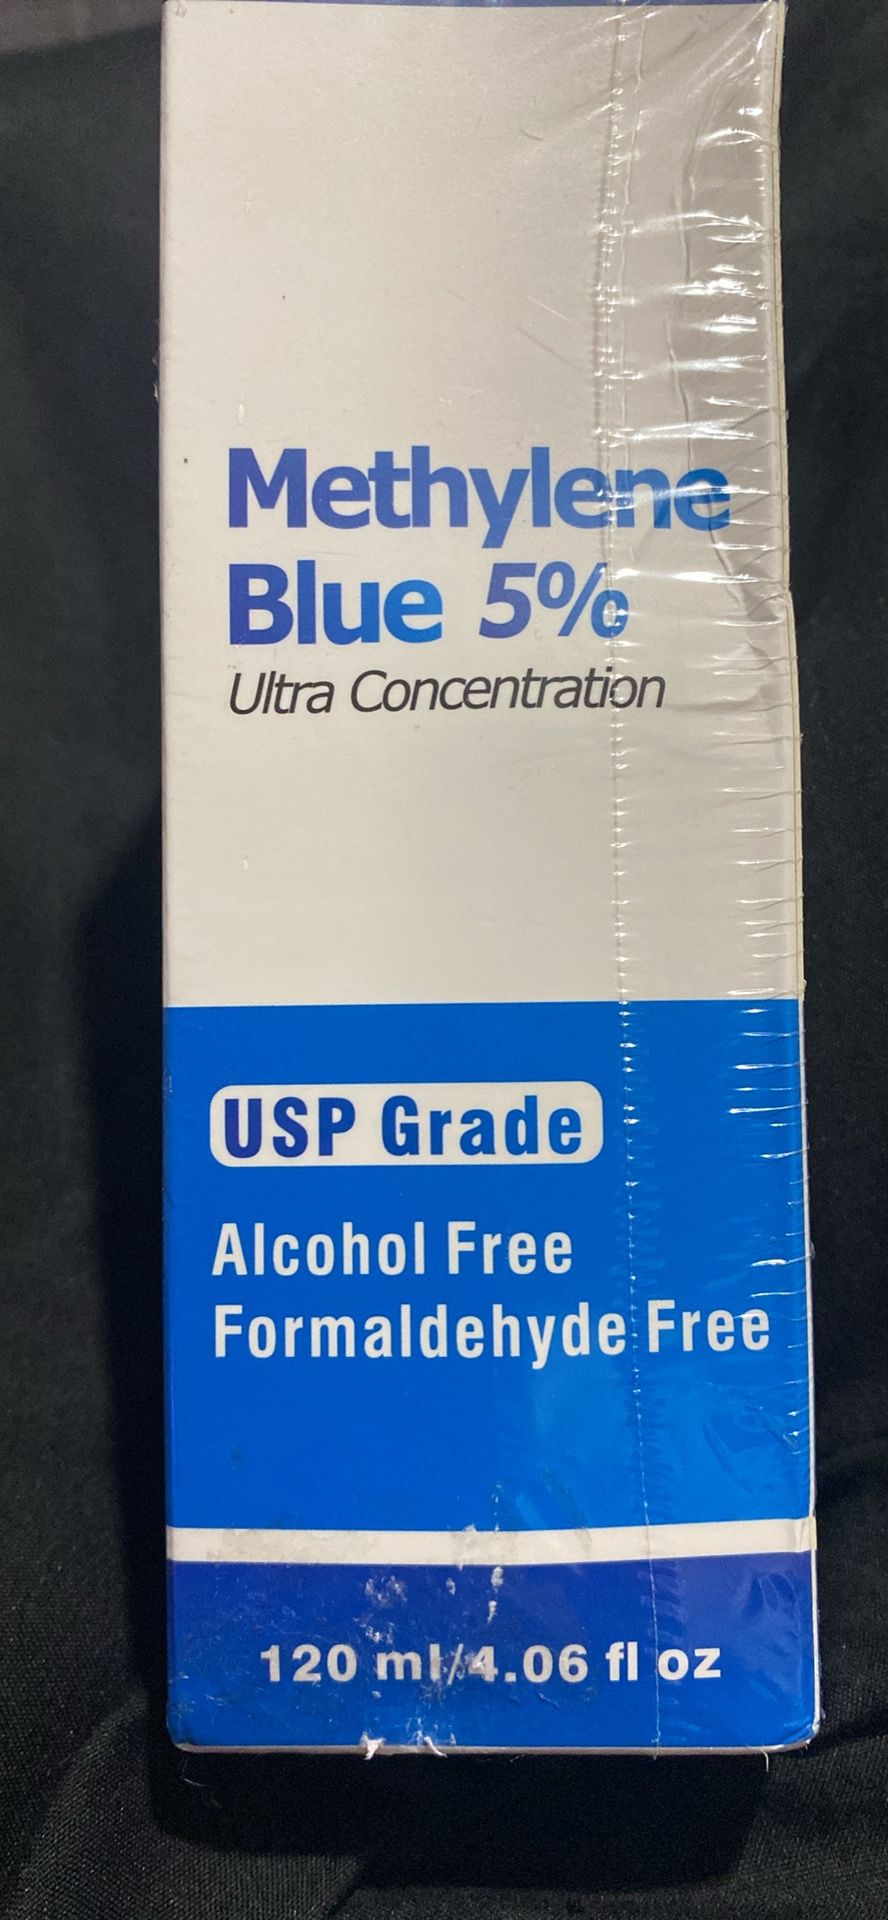 Methylene
Blue 5%
Ultra Concentration
USP Grade
Alcohol Free
Formaldehyde Free
120 ml/4.06 fl oz